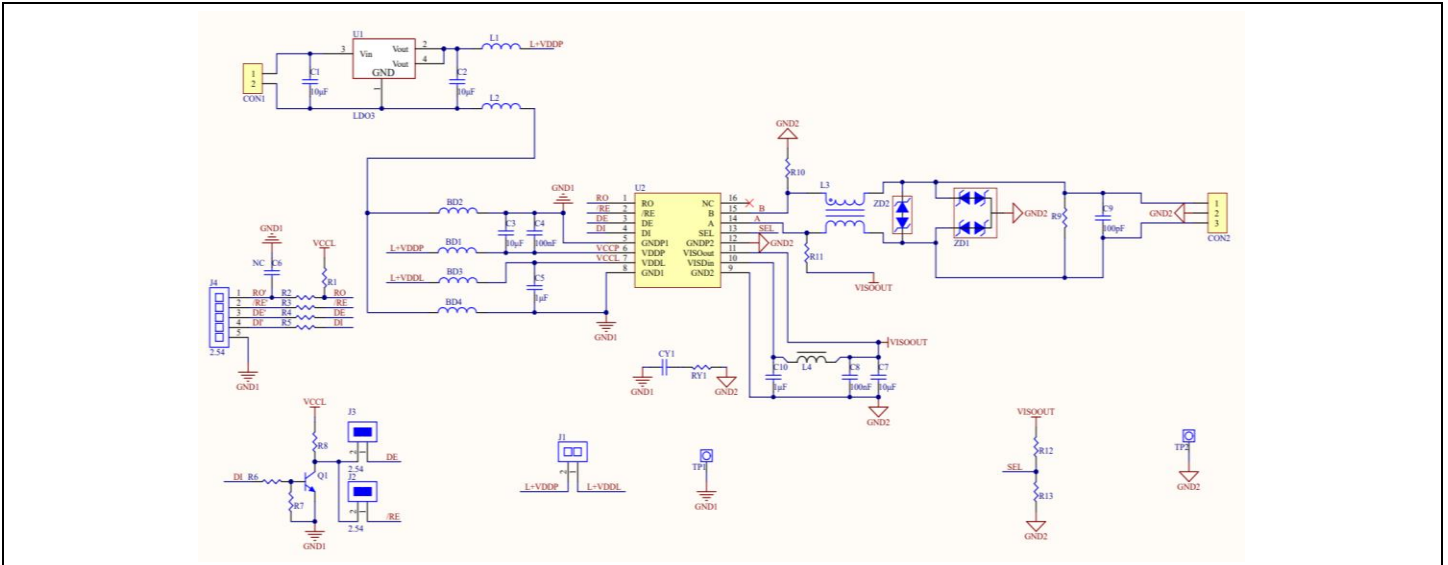 U1
3 Vin Vout 2
Vout 4
GND
1
LDO3
1
2
CON1
C1
10μF
C2
10μF
L1
L+VDDP
L2
GND1
BD2
C3
10μF
C4
100nF
L+VDDP
BD1
VCCP
L+VDDL
BD3
VCCL
C5
1μF
BD4
GND1
U2
RO 1 RO
/RE 2 /RE
DE 3 DE
DI 4 DI
5 GNDP1
6 VDDP
7 VDDL
8 GND1
NC 16
B 15 B
A 14 A
SEL 13 SEL
GNDP2 12 GND2
VISOout 11
VISDin 10
GND2 9
GND2
R10
L3
R11
VISOOUT
ZD2
ZD1
GND2
R9
C9
100pF
GND2
1
2
3
CON2
GND1
NC C6
VCCL
R1
J4
1 RO' R2 RO
2 /RE' R3 /RE
3 DE' R4 DE
4 DI' R5 DI
5
2.54
GND1
CY1
RY1
GND1
GND2
VISOOUT
C10
1μF
L4
C8
100nF
C7
10μF
GND2
VCCL
R8
J3
2 1
2.54
DE
DI R6
Q1
R7
J2
2 1
2.54
/RE
GND1
J1
2 1
L+VDDP
L+VDDL
TP1
GND1
VISOOUT
R12
SEL
R13
GND2
TP2
GND2